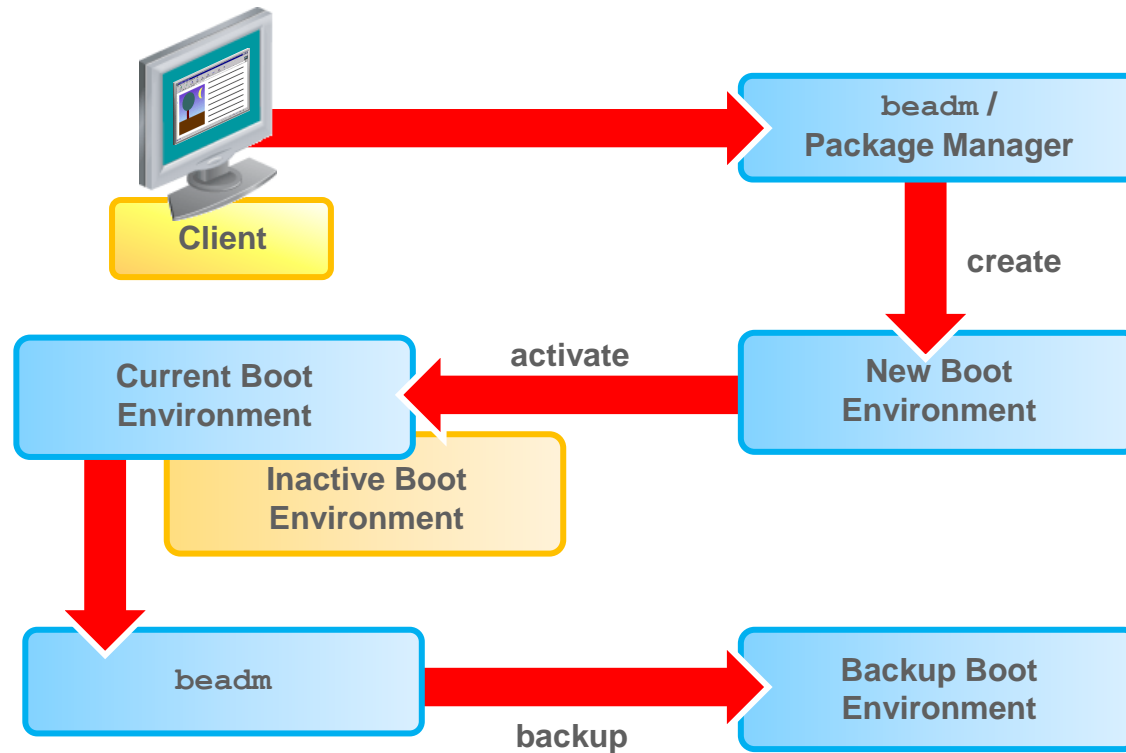 beadm /
Package Manager
Client
create
activate
Current Boot
Environment
New Boot
Environment
Inactive Boot
Environment
beadm
Backup Boot
Environment
backup